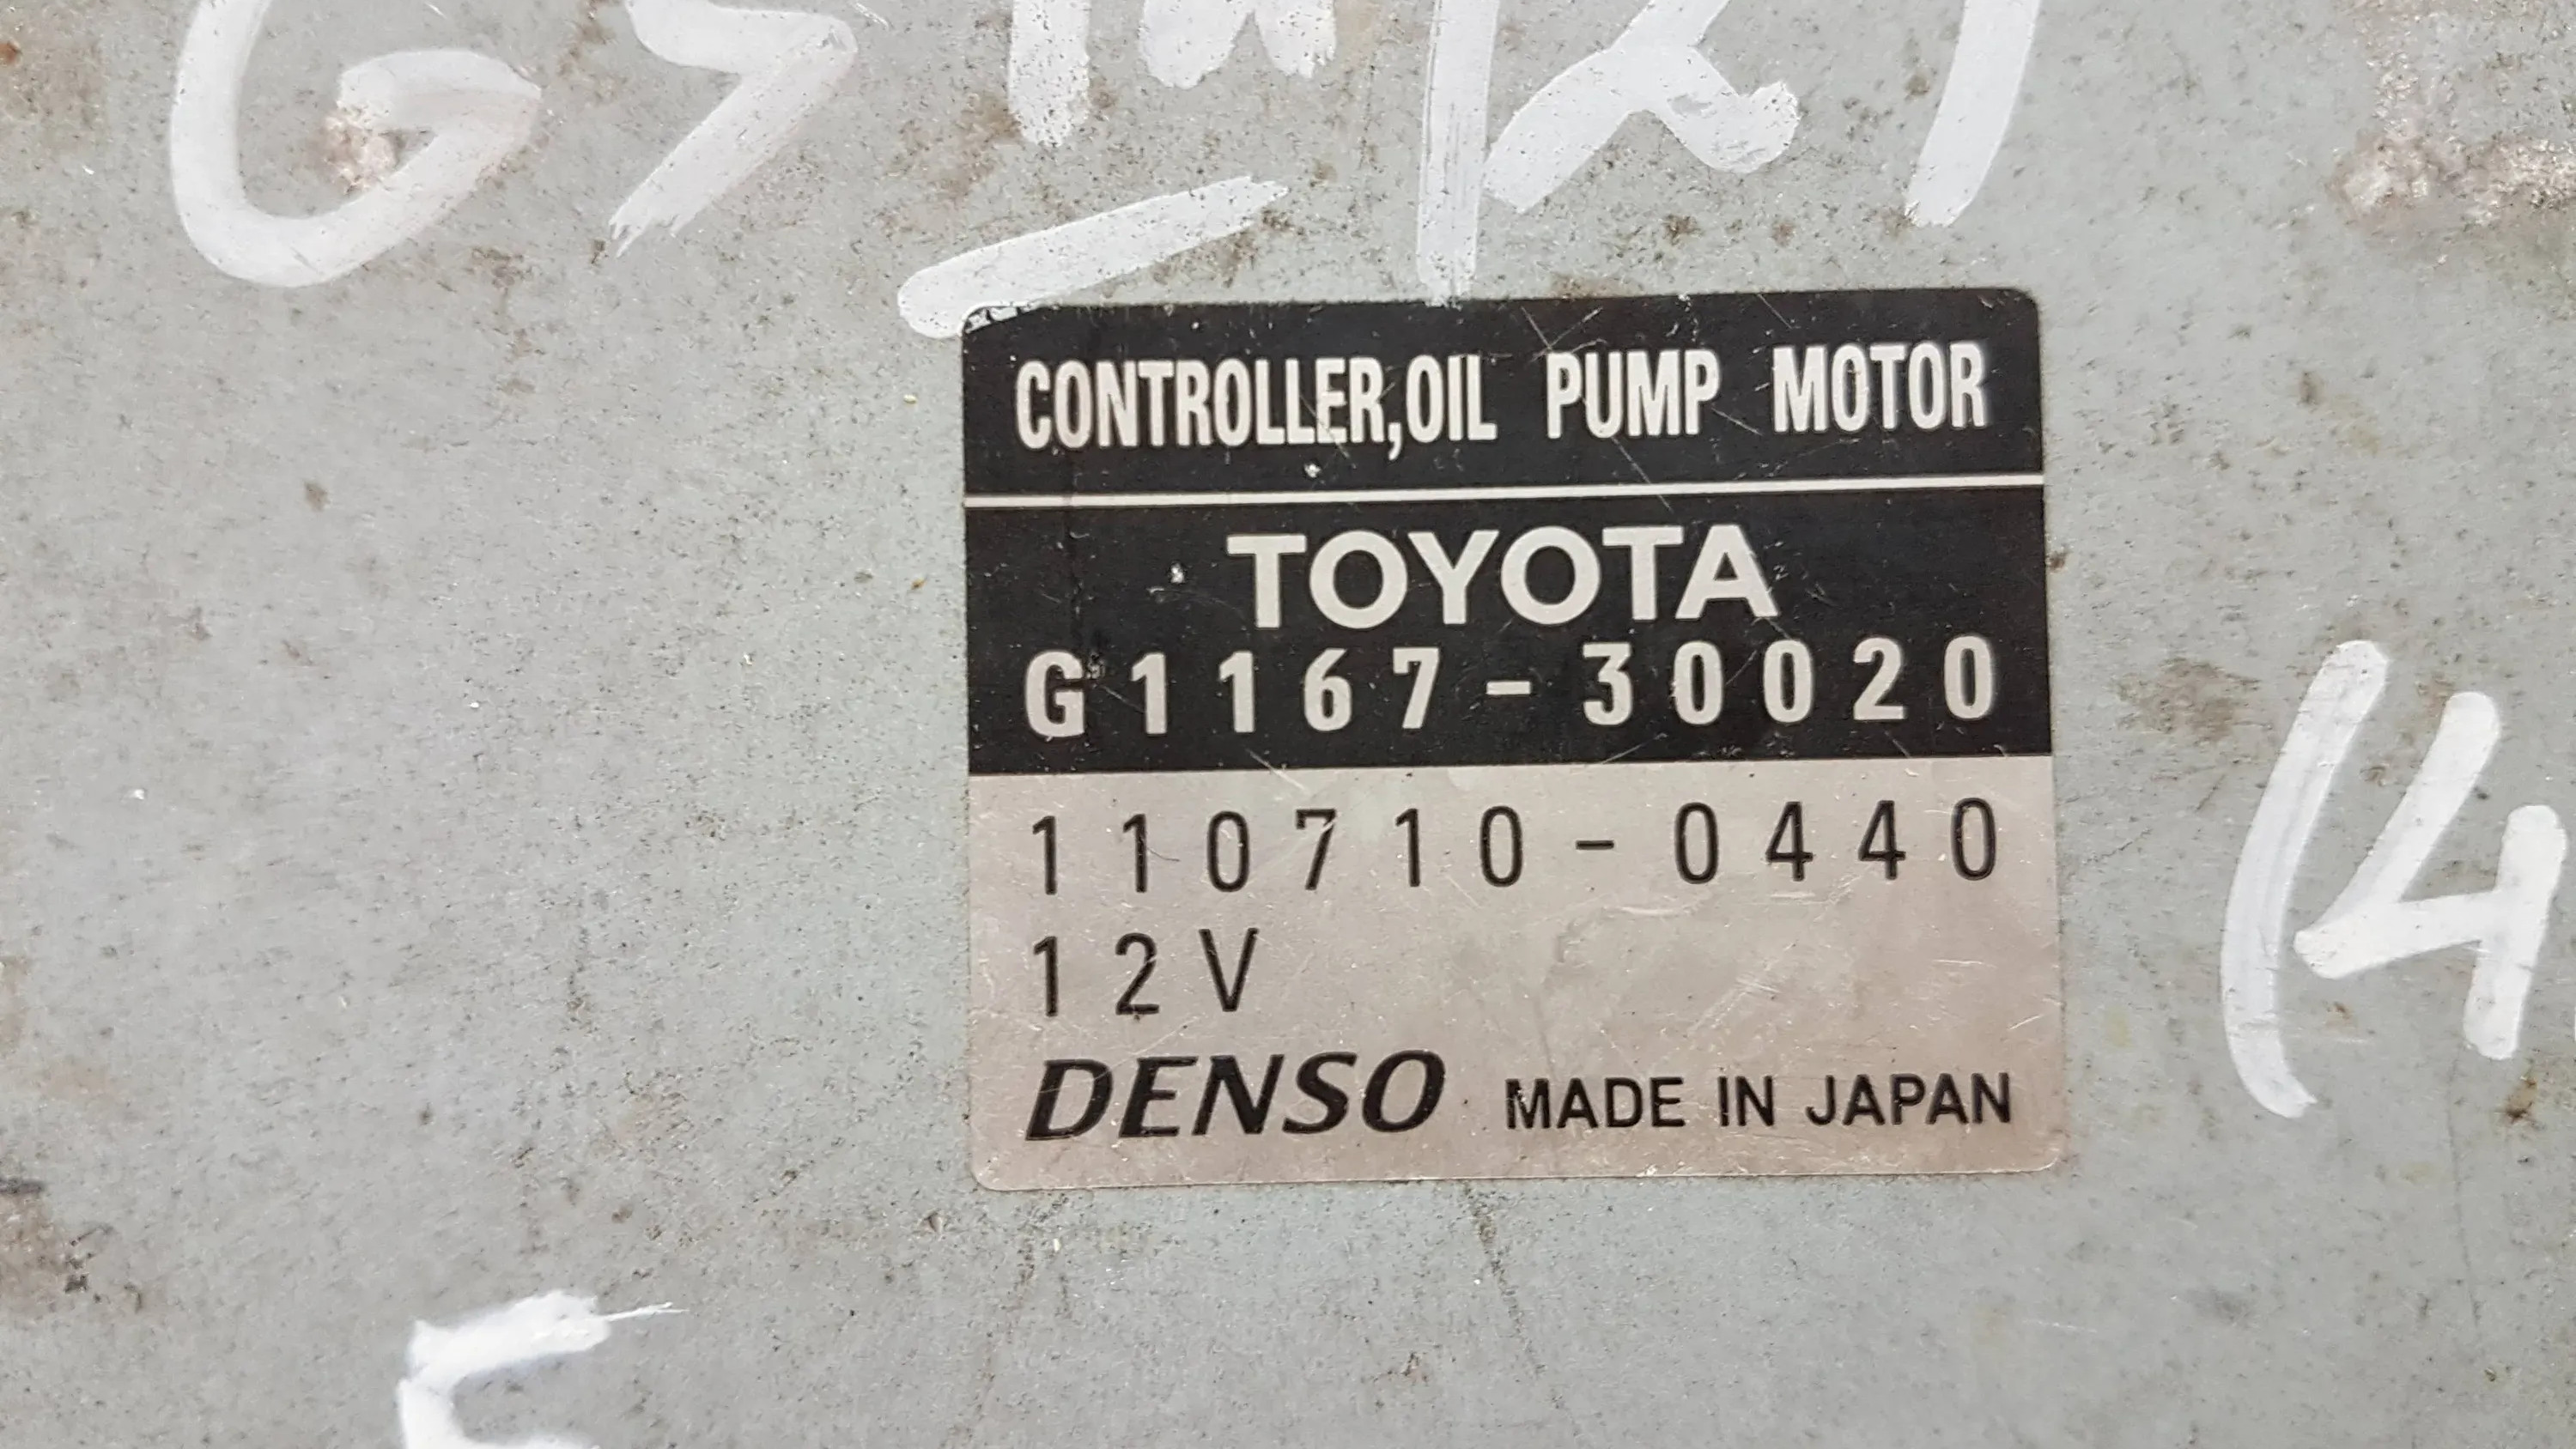 CONTROLLER,OIL PUMP MOTOR
TOYOTA
G1167-30020
110710-0440
12V
DENSO MADE IN JAPAN